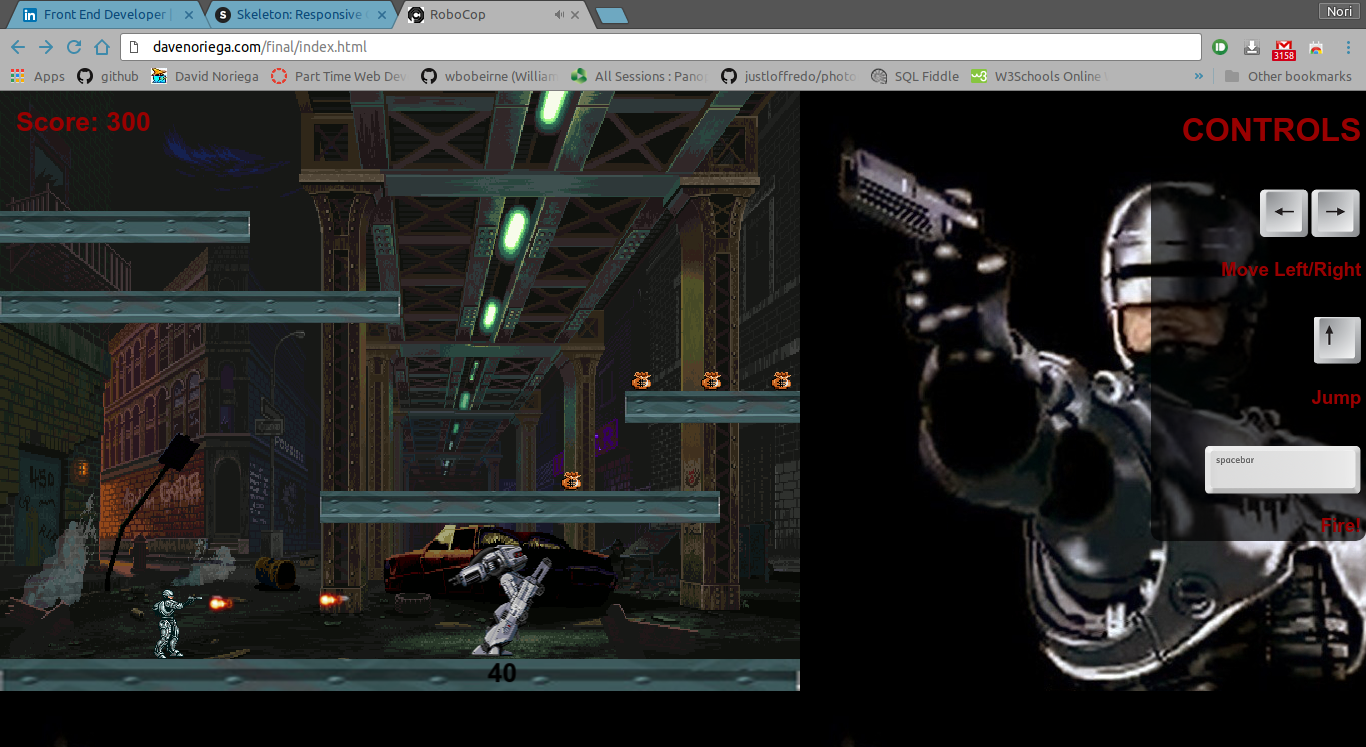 Front End Developer |
Skeleton: Responsive
RoboCop
Nori
davenoriega.com/final/index.html
3158
Apps
github
David Noriega
Part Time Web Dev
wbobeirne (William
All Sessions : Pano
justloffredo/photo
SQL Fiddle
w3
W3Schools Online
»
Other bookmarks
Score: 300
CONTROLS
←
→
Move Left/Right
↑
Jump
spacebar
Fire!
40